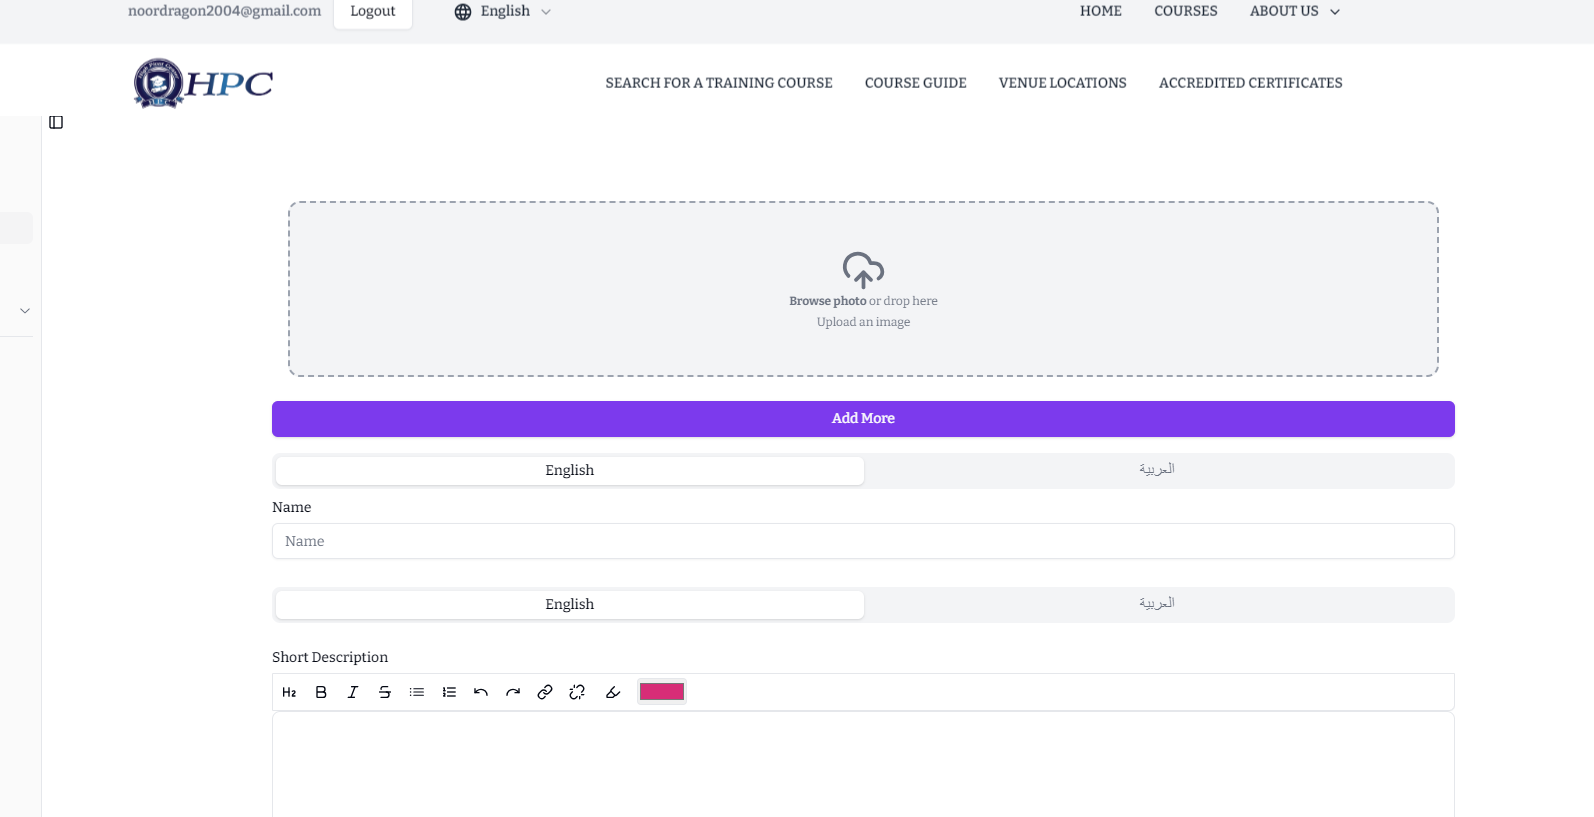 noordragon2004@gmail.com Logout English HOME COURSES ABOUT US
HPC SEARCH FOR A TRAINING COURSE COURSE GUIDE VENUE LOCATIONS ACCREDITED CERTIFICATES
Browse photo or drop here
Upload an image
Add More
English العربية
Name
Name
English العربية
Short Description
H2 B I S